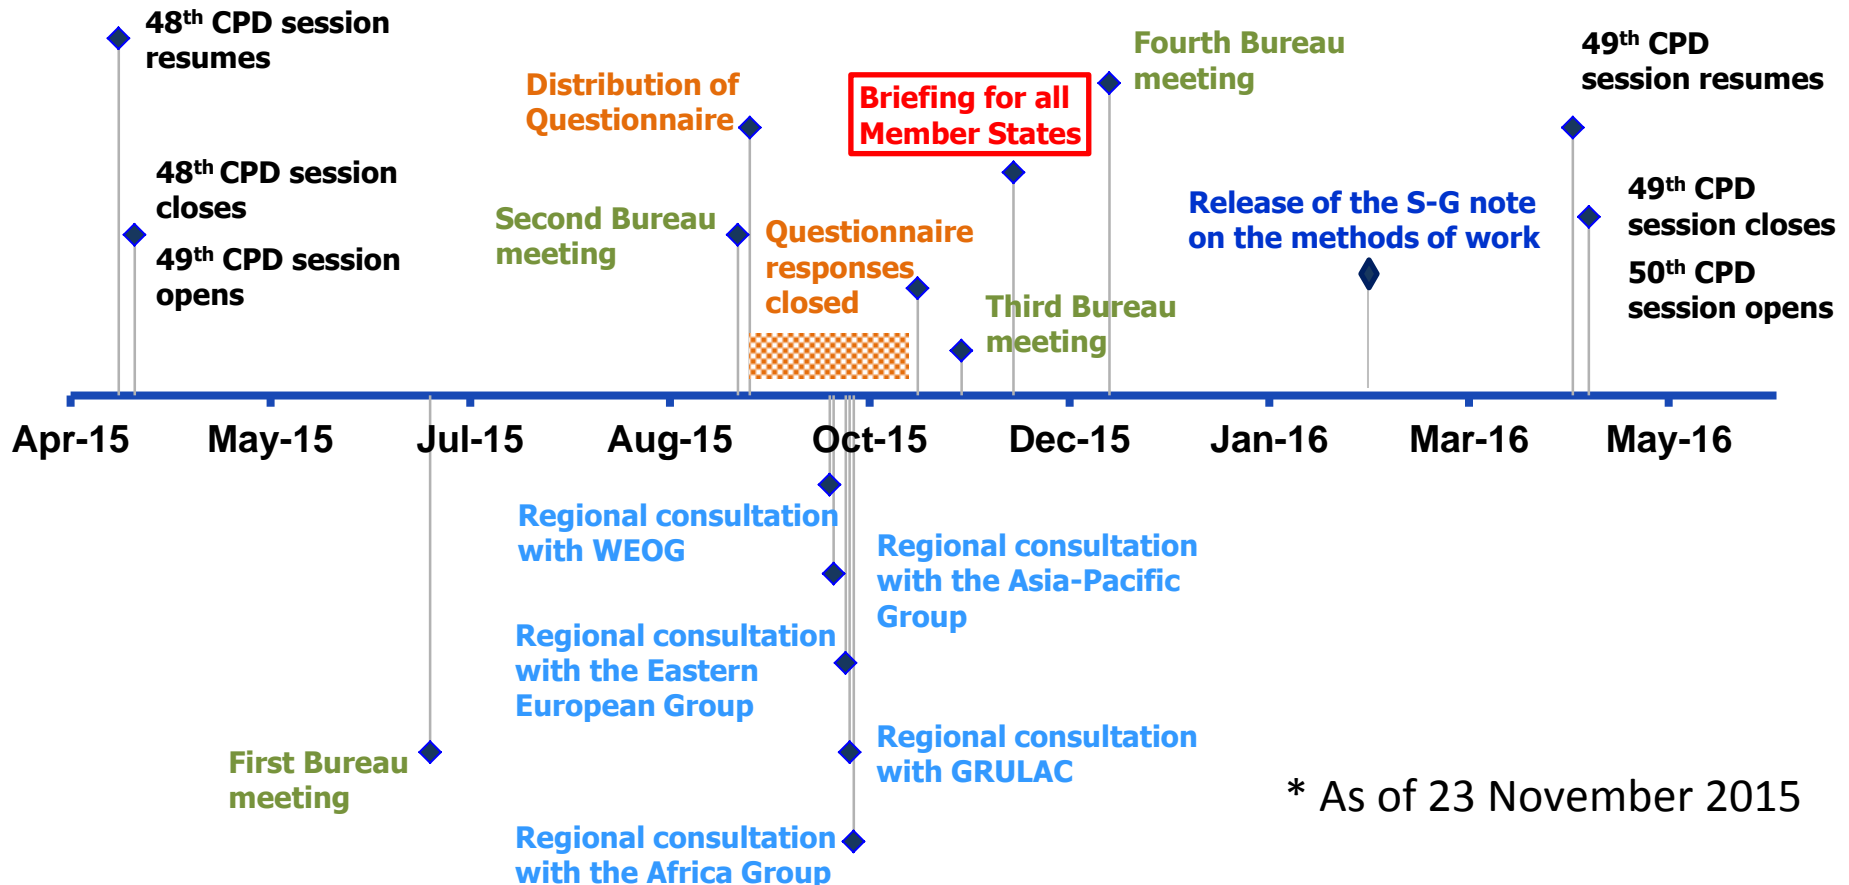 48th CPD session
resumes
48th CPD session
closes
49th CPD session
opens
Distribution of
Questionnaire
Second Bureau
meeting
Questionnaire
responses
closed
Briefing for all
Member States
Third Bureau
meeting
Fourth Bureau
meeting
Release of the S-G note
on the methods of work
49th CPD
session resumes
49th CPD
session closes
50th CPD
session opens
Apr-15 May-15 Jul-15 Aug-15 Oct-15 Dec-15 Jan-16 Mar-16 May-16
Regional consultation
with WEOG
Regional consultation
with the Asia-Pacific
Group
Regional consultation
with the Eastern
European Group
Regional consultation
with GRULAC
First Bureau
meeting
Regional consultation
with the Africa Group
* As of 23 November 2015